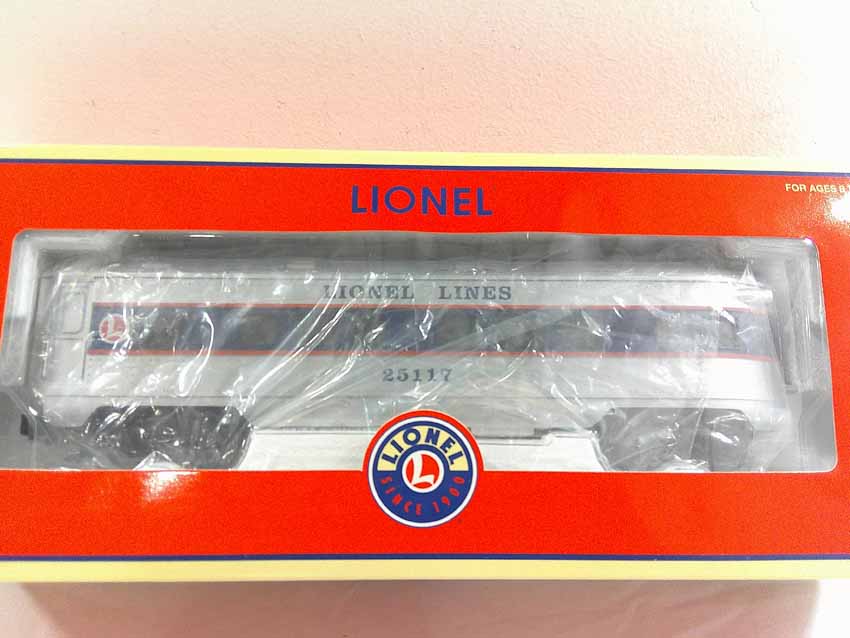 LIONEL
FOR AGES 8
LIONEL LINES
L
25117
LIONEL
L
SINCE 1900